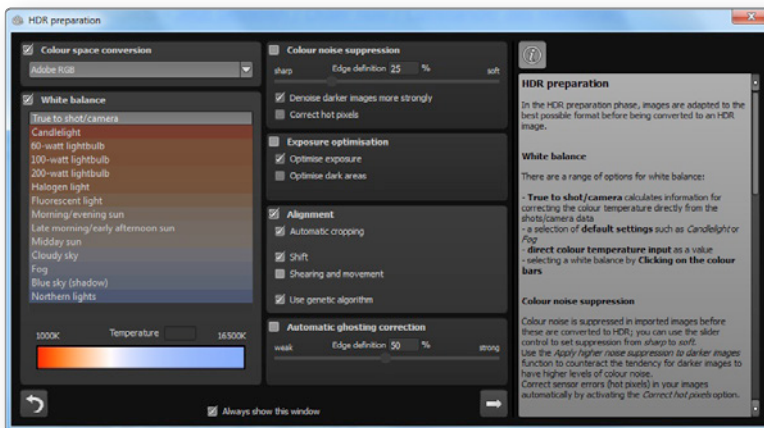 HDR preparation
Colour space conversion
Adobe RGB
White balance
True to shot/camera
Candlelight
60-watt lightbulb
100-watt lightbulb
200-watt lightbulb
Halogen light
Fluorescent light
Morning/evening sun
Late morning/early afternoon sun
Midday sun
Cloudy sky
Fog
Blue sky (shadow)
Northern lights
1000K Temperature 16500K
Colour noise suppression
sharp Edge definition 25 % soft
Denoise darker images more strongly
Correct hot pixels
Exposure optimisation
Optimise exposure
Optimise dark areas
Alignment
Automatic cropping
Shift
Shearing and movement
Use genetic algorithm
Automatic ghosting correction
weak Edge definition 50 % strong
Always show this window
HDR preparation
In the HDR preparation phase, images are adapted to the
best possible format before being converted to an HDR
image.
White balance
There are a range of options for white balance:
- True to shot/camera calculates information for
correcting the colour temperature directly from the
shots/camera data
- a selection of default settings such as Candlelight or
Fog
- direct colour temperature input as a value
- selecting a white balance by Clicking on the colour
bars
Colour noise suppression
Colour noise is suppressed in imported images before
these are converted to HDR; you can use the slider
control to set suppression from sharp to soft.
Use the Apply higher noise suppression to darker images
function to counteract the tendency for darker images to
have higher levels of colour noise.
Correct sensor errors (hot pixels) in your images
automatically by activating the Correct hot pixels option.